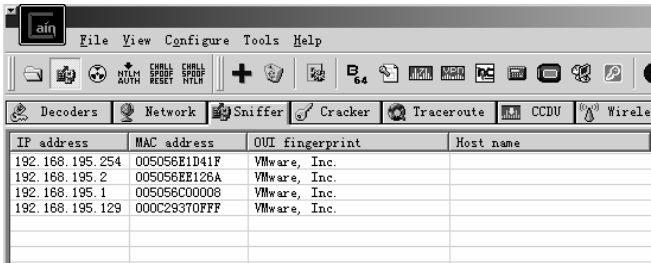 aín
File View Configure Tools Help
NTLM AUTH CHALL SPOOF RESET CHALL SPOOF NTLM B64
Decoders Network Sniffer Cracker Traceroute CCDU Wirele
IP address MAC address OUI fingerprint Host name
192.168.195.254 005056E1D41F VMware, Inc.
192.168.195.2 005056EE126A VMware, Inc.
192.168.195.1 005056C00008 VMware, Inc.
192.168.195.129 000C29370FFF VMware, Inc.